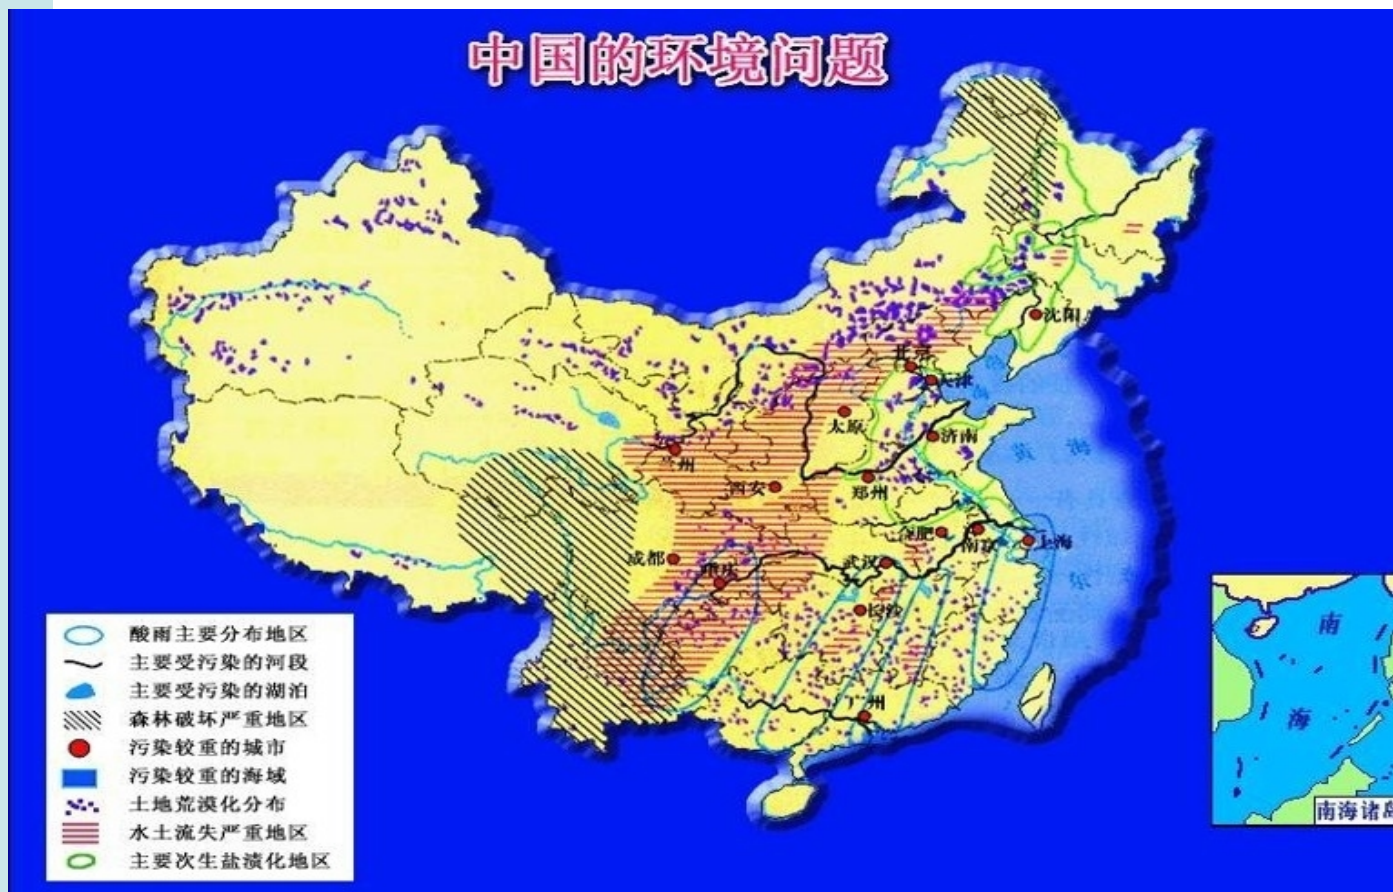 中国的环境问题
沈阳
北京
天津
太原
济南
兰州
西安
郑州
成都
重庆
武汉
合肥
南京
上海
长沙
广州
黄
海
东
酸雨主要分布地区
主要受污染的河段
主要受污染的湖泊
森林破坏严重地区
污染较重的城市
污染较重的海域
土地荒漠化分布
水土流失严重地区
主要次生盐渍化地区
南
海
南海诸岛